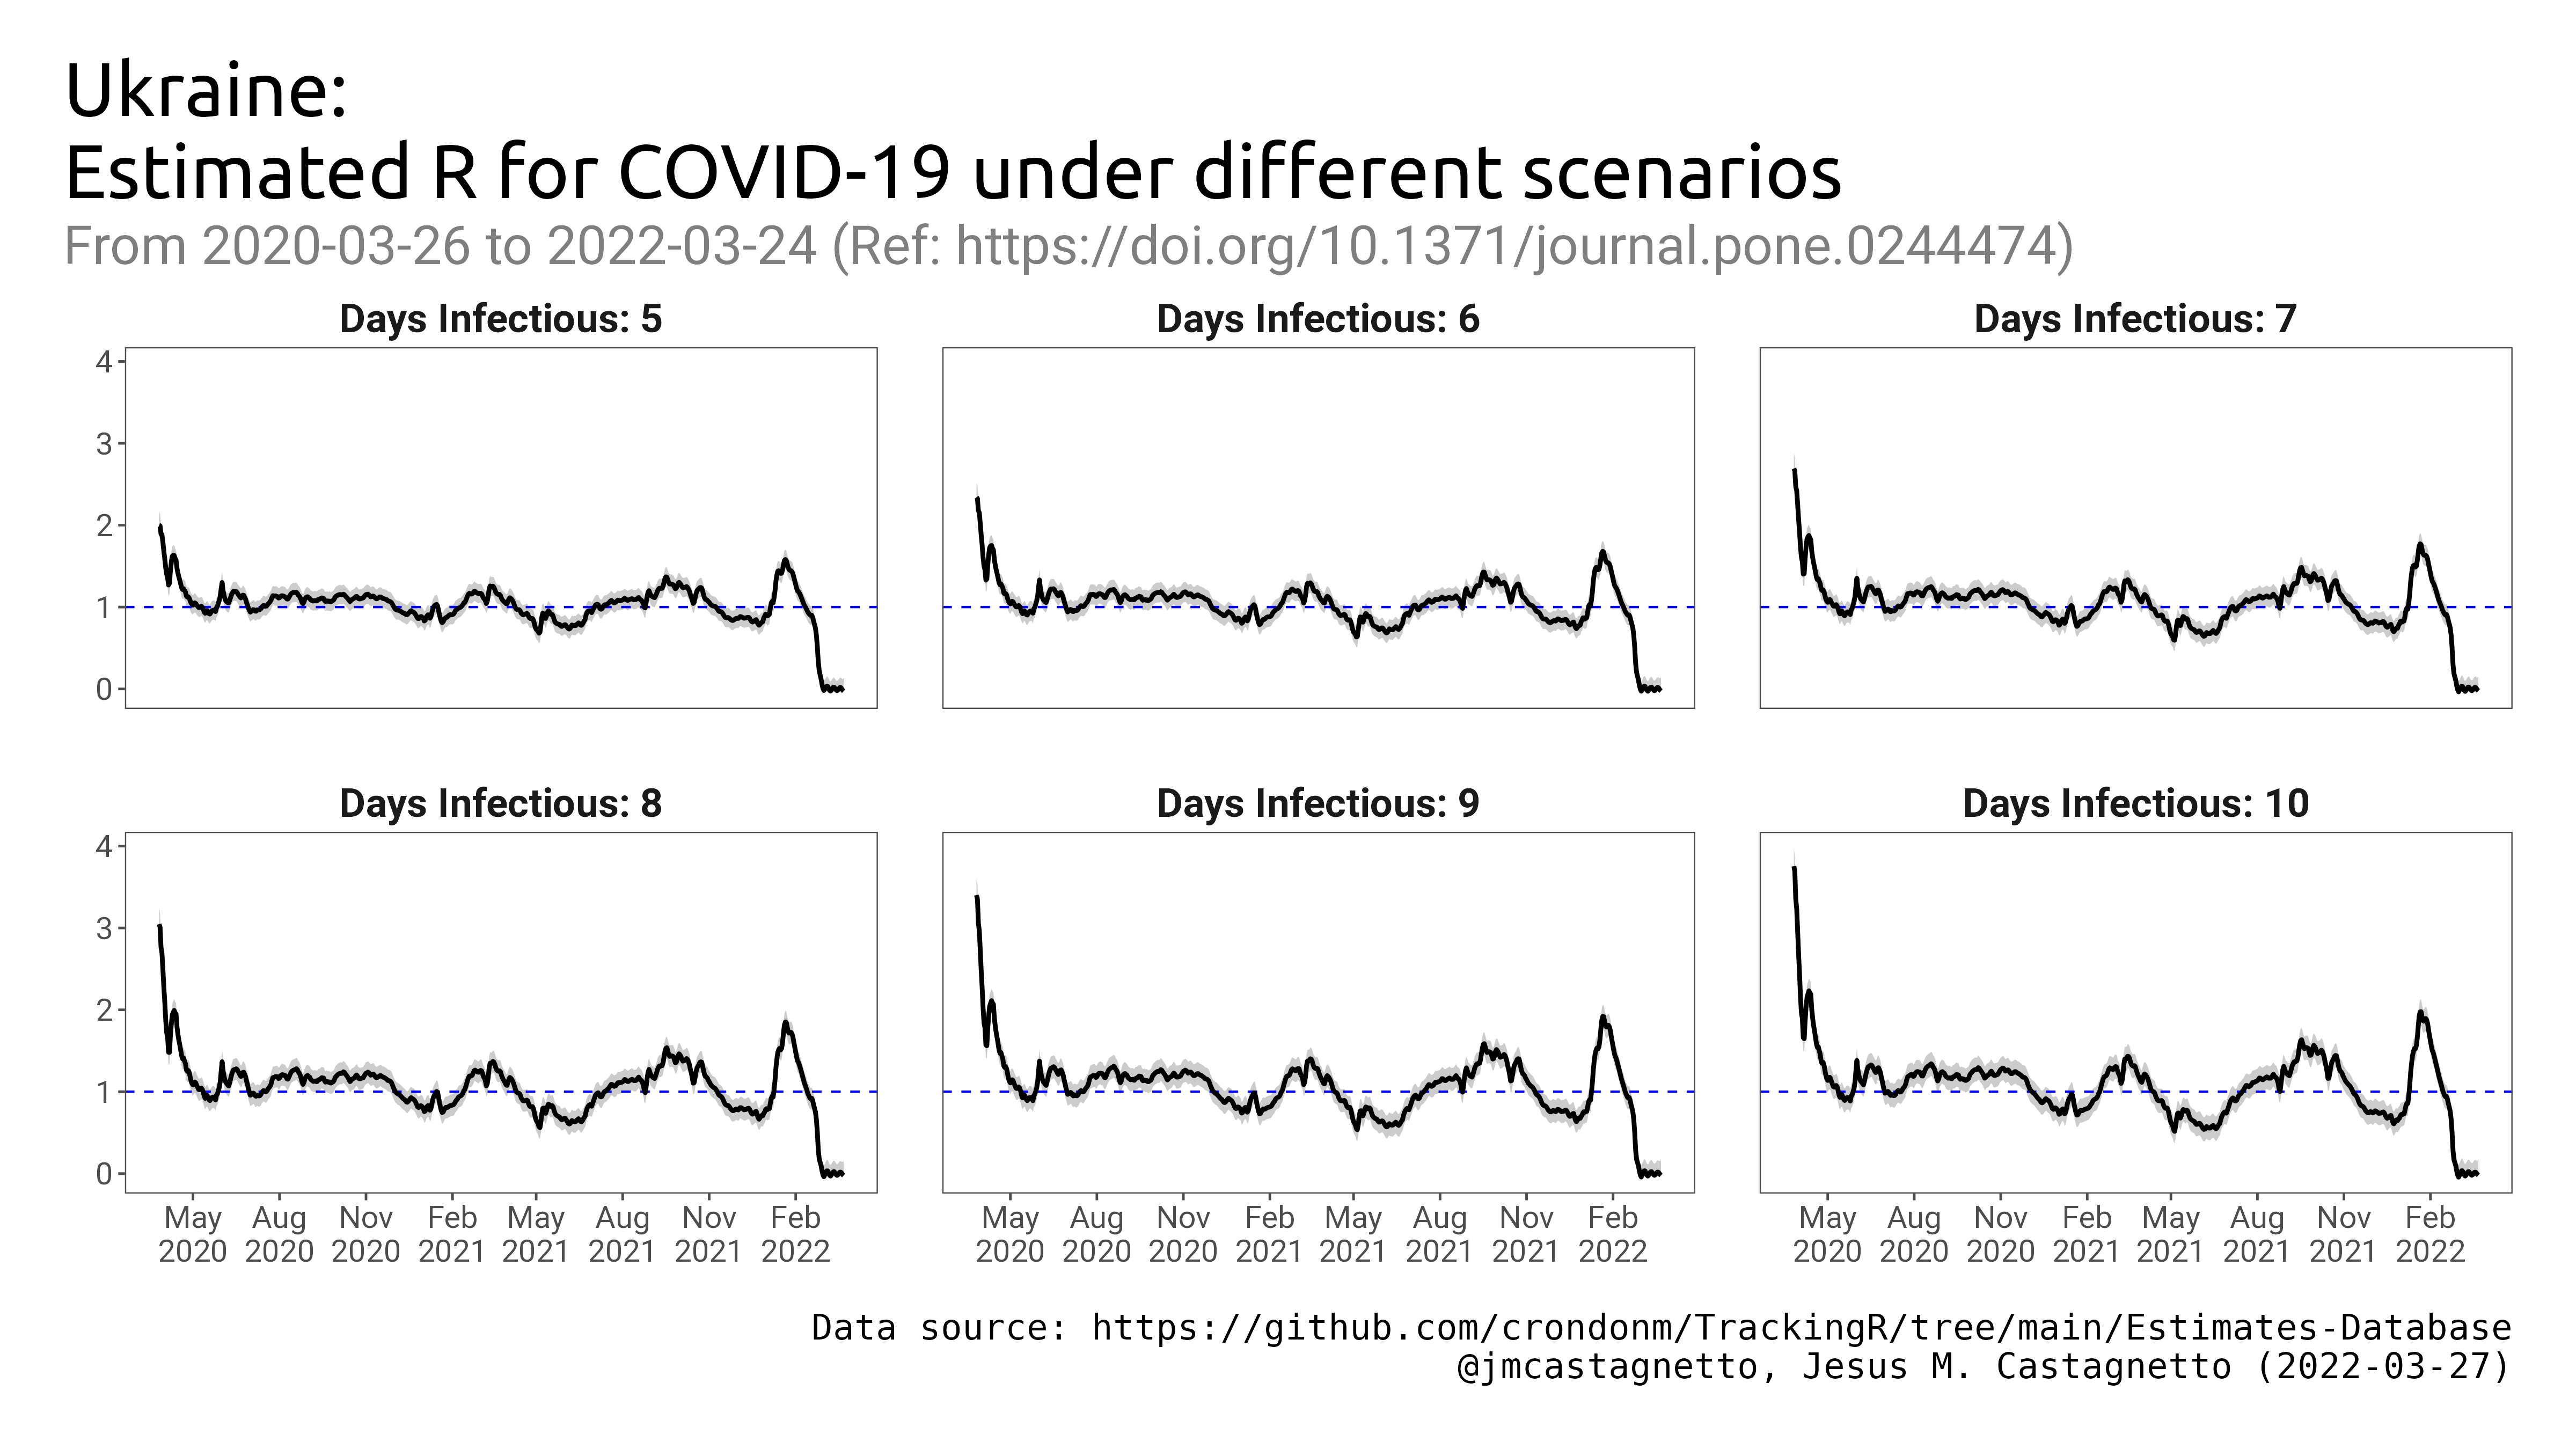 Ukraine:
Estimated R for COVID-19 under different scenarios
From 2020-03-26 to 2022-03-24 (Ref: https://doi.org/10.1371/journal.pone.0244474)
Days Infectious: 5
Days Infectious: 6
Days Infectious: 7
4
3
2
1
0
Days Infectious: 8
Days Infectious: 9
Days Infectious: 10
4
3
2
1
0
May Aug Nov Feb May Aug Nov Feb
2020 2020 2020 2021 2021 2021 2021 2022
May Aug Nov Feb May Aug Nov Feb
2020 2020 2020 2021 2021 2021 2021 2022
May Aug Nov Feb May Aug Nov Feb
2020 2020 2020 2021 2021 2021 2021 2022
Data source: https://github.com/crondonm/TrackingR/tree/main/Estimates-Database
@jmcastagnetto, Jesus M. Castagnetto (2022-03-27)